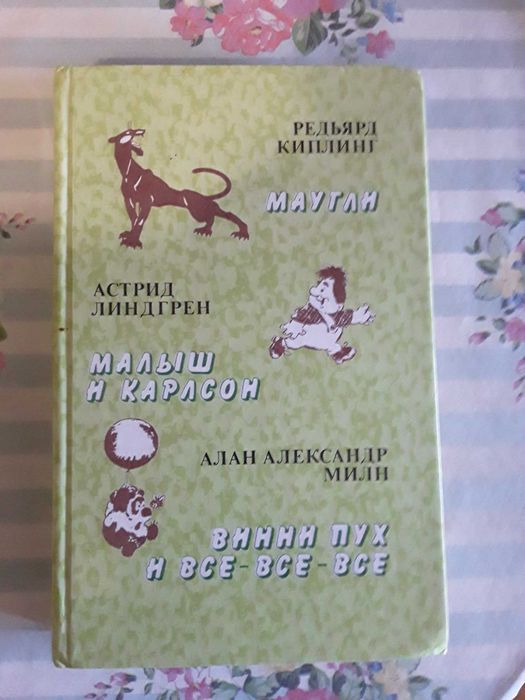 РЕДЬЯРД
КИПЛИНГ
МАУГЛИ
АСТРИД
ЛИНДГРЕН
МАЛЫШ
И КАРЛСОН
АЛАН АЛЕКСАНДР
МИЛН
ВИННИ ПУХ
И ВСЕ-ВСЕ-ВСЕ